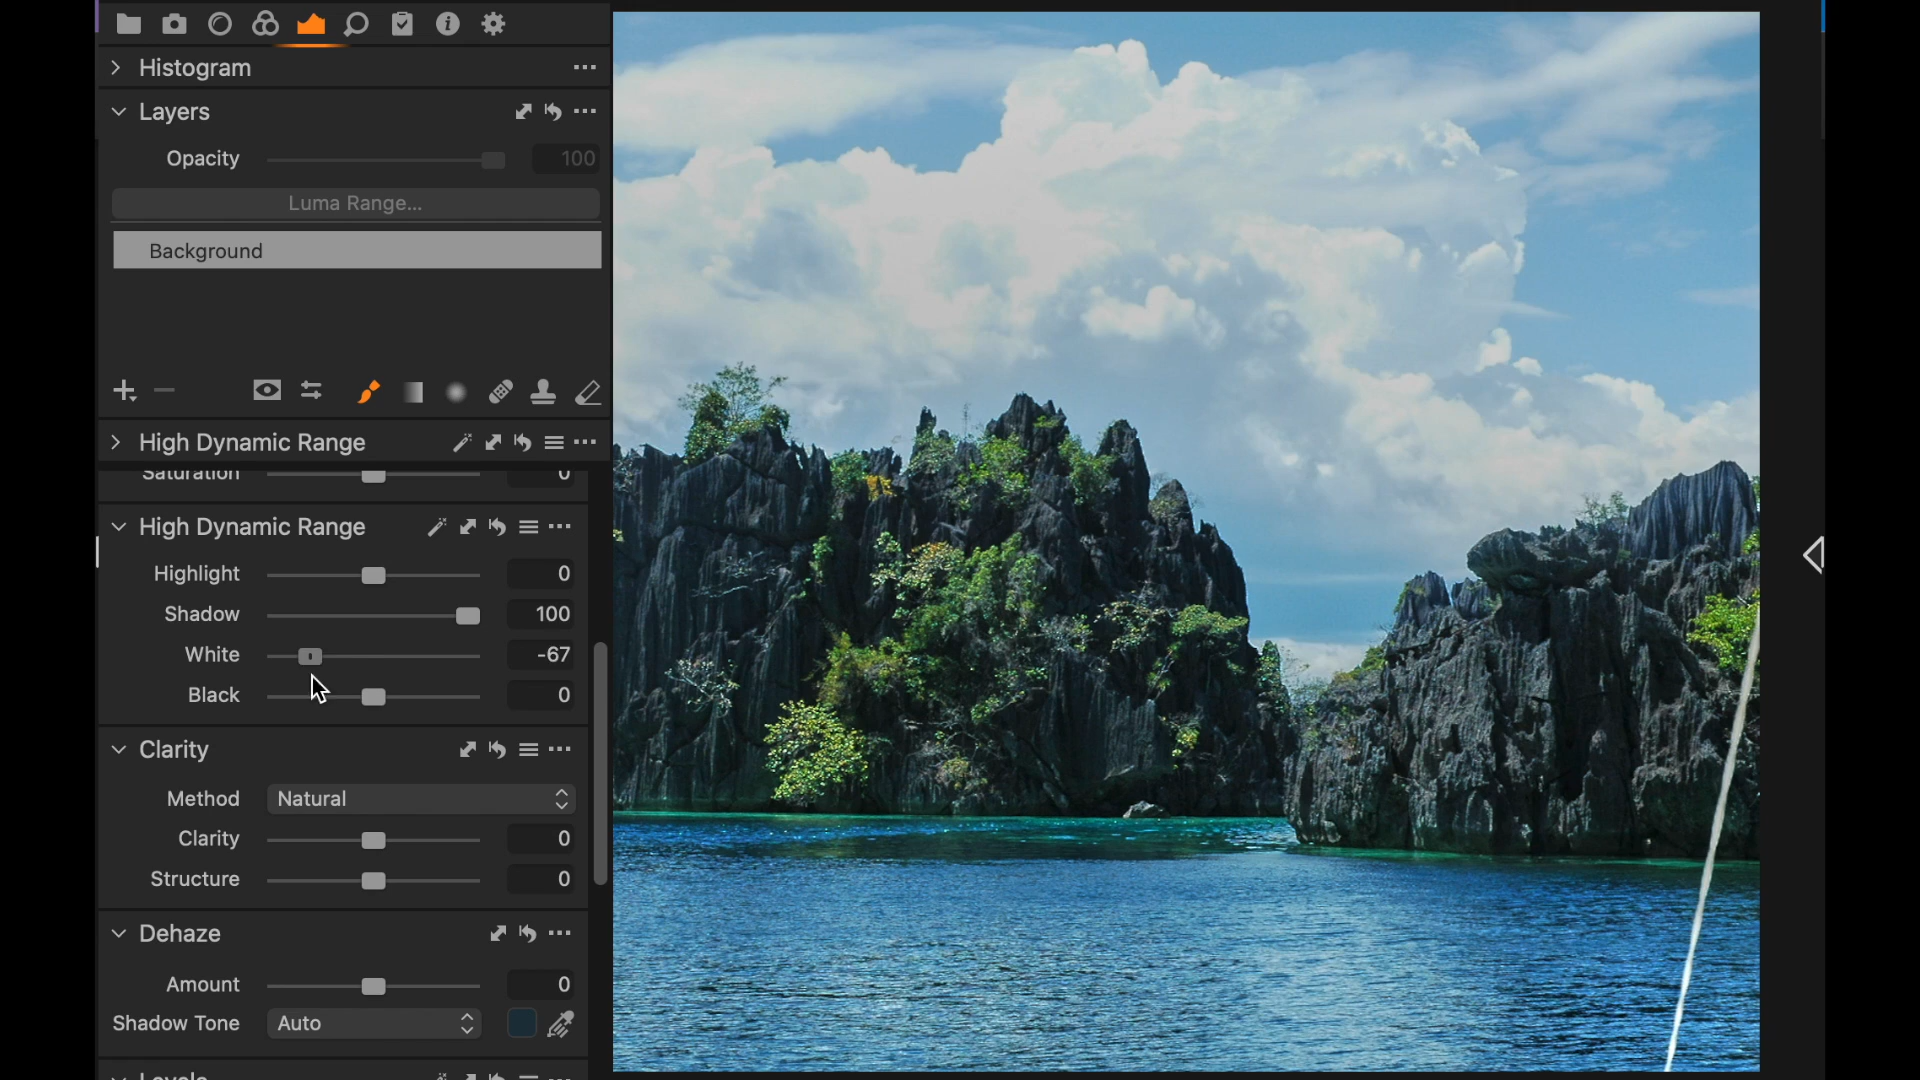 Histogram
Layers
Opacity 100
Luma Range...
Background
High Dynamic Range
Saturation 0
High Dynamic Range
Highlight 0
Shadow 100
White -67
Black 0
Clarity
Method Natural
Clarity 0
Structure 0
Dehaze
Amount 0
Shadow Tone Auto
Levels